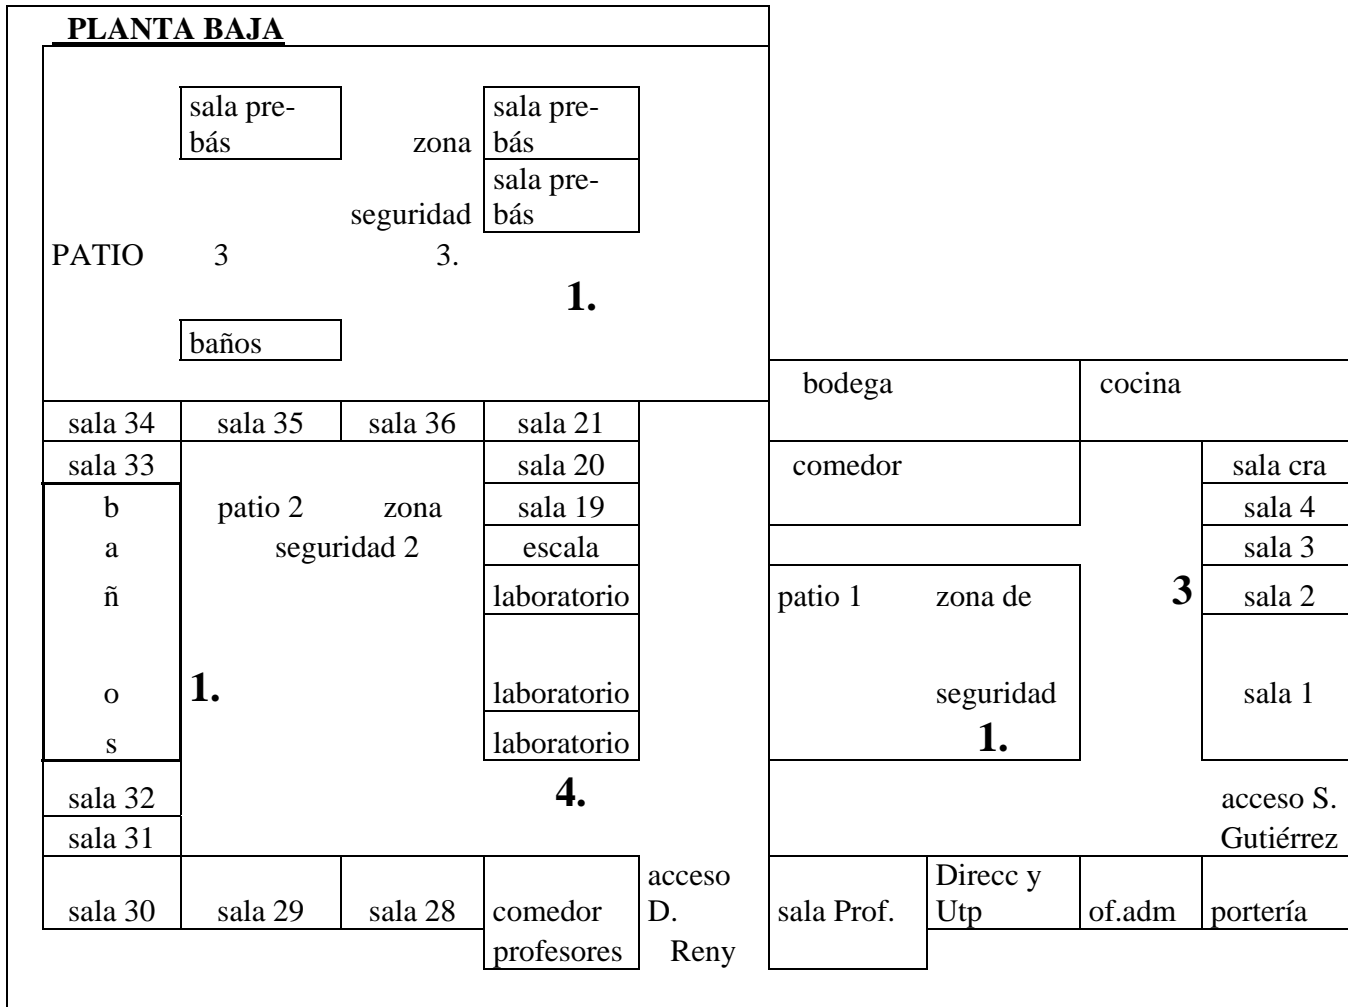 PLANTA BAJA
sala pre-
bás
zona
sala pre-
bás
sala pre-
bás
seguridad
PATIO 3 3.
1.
baños
bodega cocina
sala 34 sala 35 sala 36 sala 21
sala 33 sala 20 comedor sala cra
b patio 2 zona sala 19 sala 4
a seguridad 2 escala sala 3
ñ laboratorio patio 1 zona de 3 sala 2
o 1. laboratorio seguridad sala 1
s laboratorio 1.
sala 32 4. acceso S.
sala 31 Gutiérrez
acceso Direcc y
sala 30 sala 29 sala 28 comedor D. sala Prof. Utp of.adm portería
profesores Reny